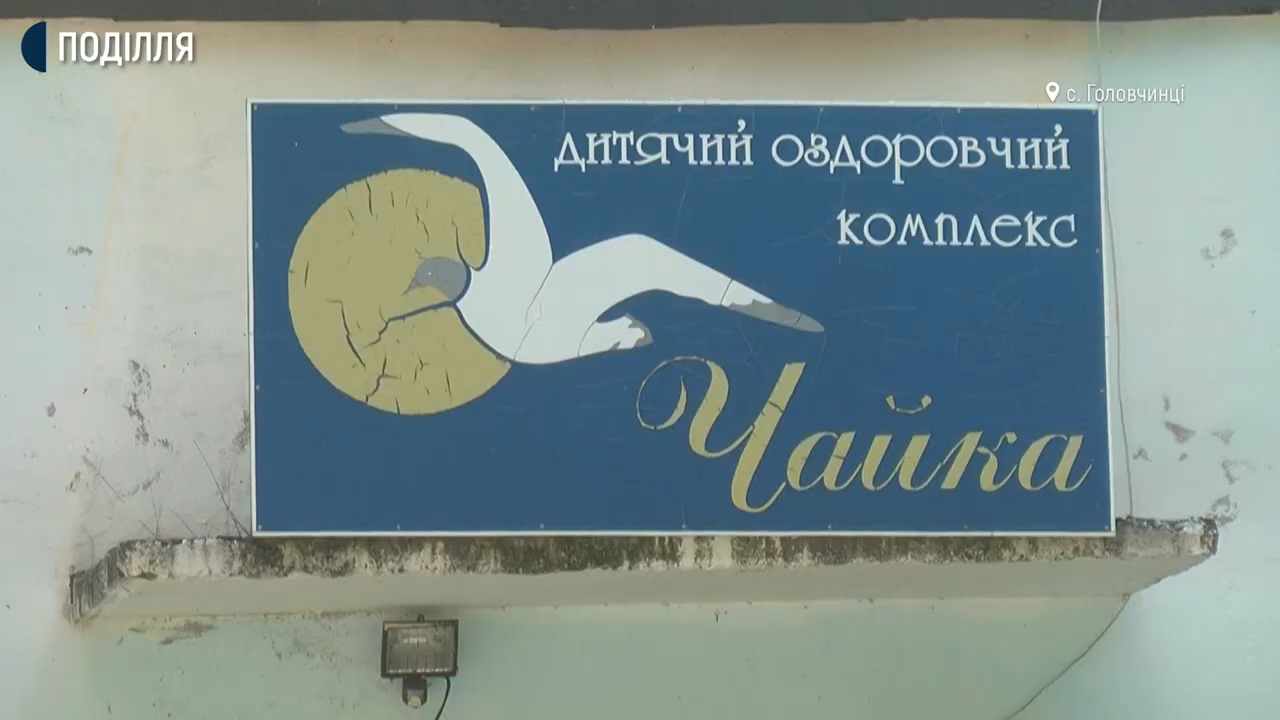 ПОДІЛЛЯ
с. Головчинці
дитячий оздоровчий
комплекс
Чайка